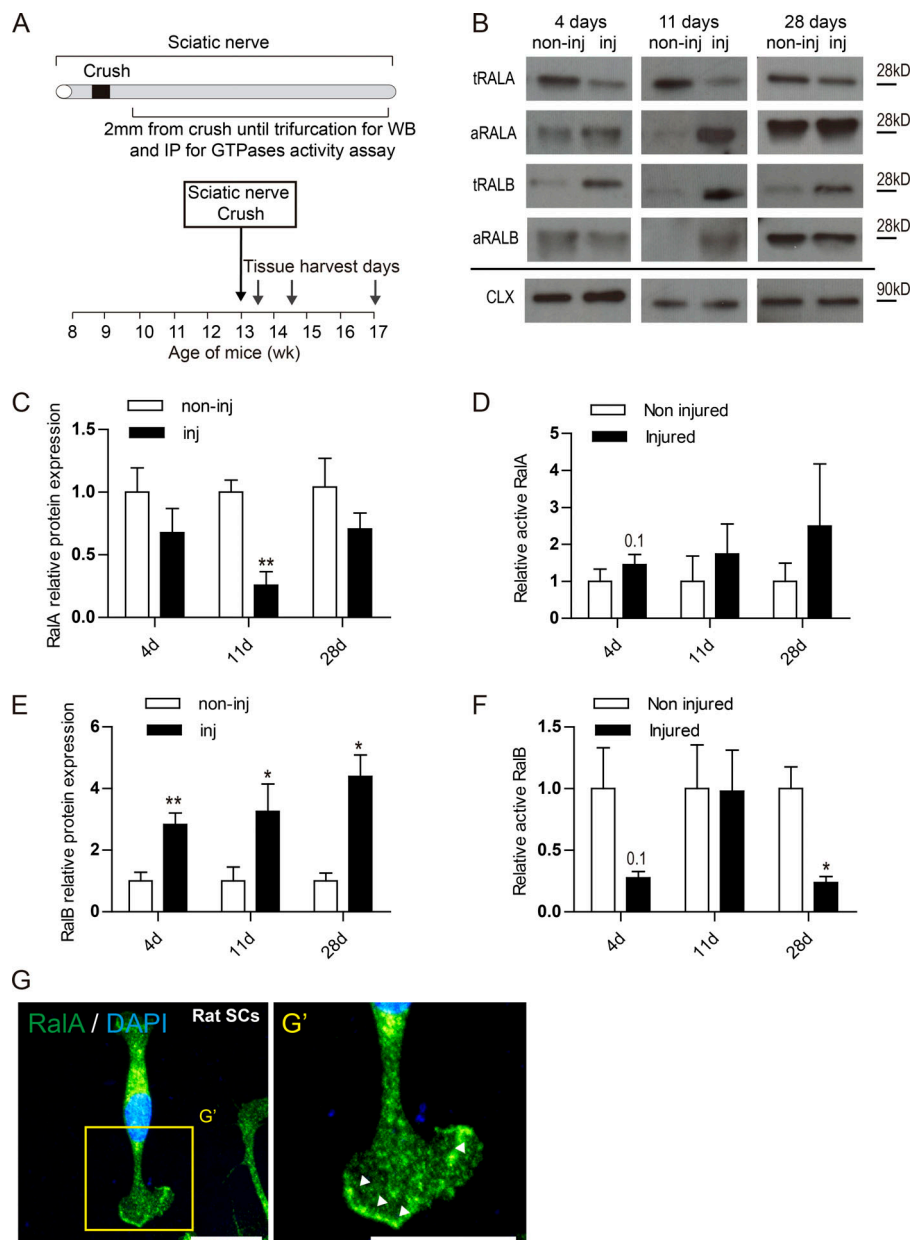 A
Sciatic nerve
Crush
2mm from crush until trifurcation for WB
and IP for GTPases activity assay
Sciatic nerve
Crush
Tissue harvest days
8 9 10 11 12 13 14 15 16 17
Age of mice (wk)
B
4 days 11 days 28 days
non-inj inj non-inj inj non-inj inj
tRALA 28kD
aRALA 28kD
tRALB 28kD
aRALB 28kD
CLX 90kD
C
non-inj
inj
RalA relative protein expression
1.5
1.0
0.5
0.0
**
4d 11d 28d
D
Non injured
Injured
Relative active RalA
5
4
3
2
1
0
0.1
4d 11d 28d
E
non-inj
inj
RalB relative protein expression
6
4
2
0
** * *
4d 11d 28d
F
Non injured
Injured
Relative active RalB
1.5
1.0
0.5
0.0
0.1 *
4d 11d 28d
G
RalA / DAPI Rat SCs
G'
G'